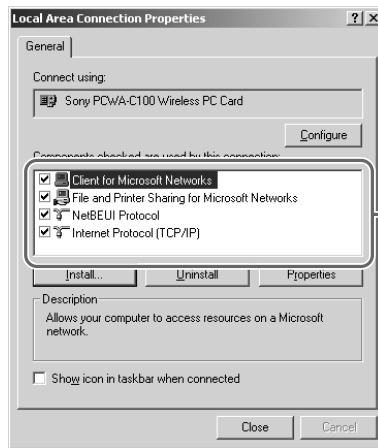 Local Area Connection Properties
General
Connect using:
Sony PCWA-C100 Wireless PC Card
Configure
Components checked are used by this connection:
Client for Microsoft Networks
File and Printer Sharing for Microsoft Networks
NetBEUI Protocol
Internet Protocol (TCP/IP)
Install... Uninstall Properties
Description
Allows your computer to access resources on a Microsoft
network.
Show icon in taskbar when connected
Close Cancel